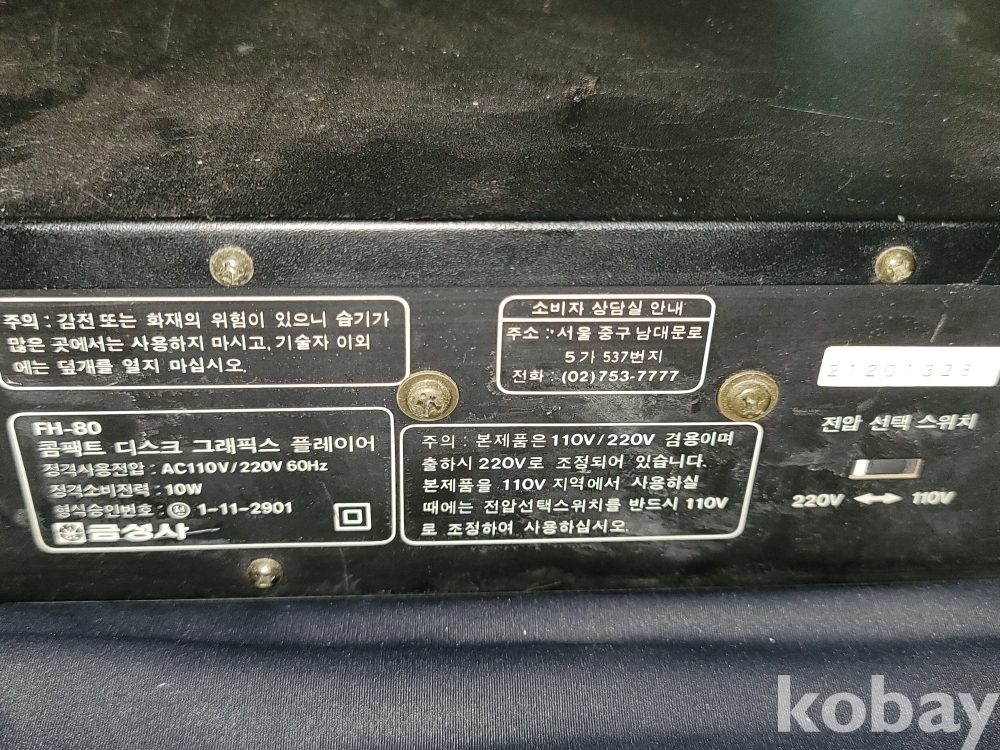 주의 : 감전 또는 화재의 위험이 있으니 습기가
많은 곳에서는 사용하지 마시고, 기술자 이외
에는 덮개를 열지 마십시오.
소비자 상담실 안내
주소 : 서울 중구 남대문로
5가 537번지
전화 : (02)753-7777
21201323
FH-80
콤팩트 디스크 그래픽스 플레이어
정격사용전압 : AC110V/220V 60Hz
정격소비전력 : 10W
형식승인번호 : 1-11-2901
금성사
주의 : 본제품은 110V/220V 겸용이며
출하시 220V로 조정되어 있습니다.
본제품을 110V 지역에서 사용하실
때에는 전압선택스위치를 반드시 110V
로 조정하여 사용하십시오.
전압 선택 스위치
220V ↔ 110V
kobay